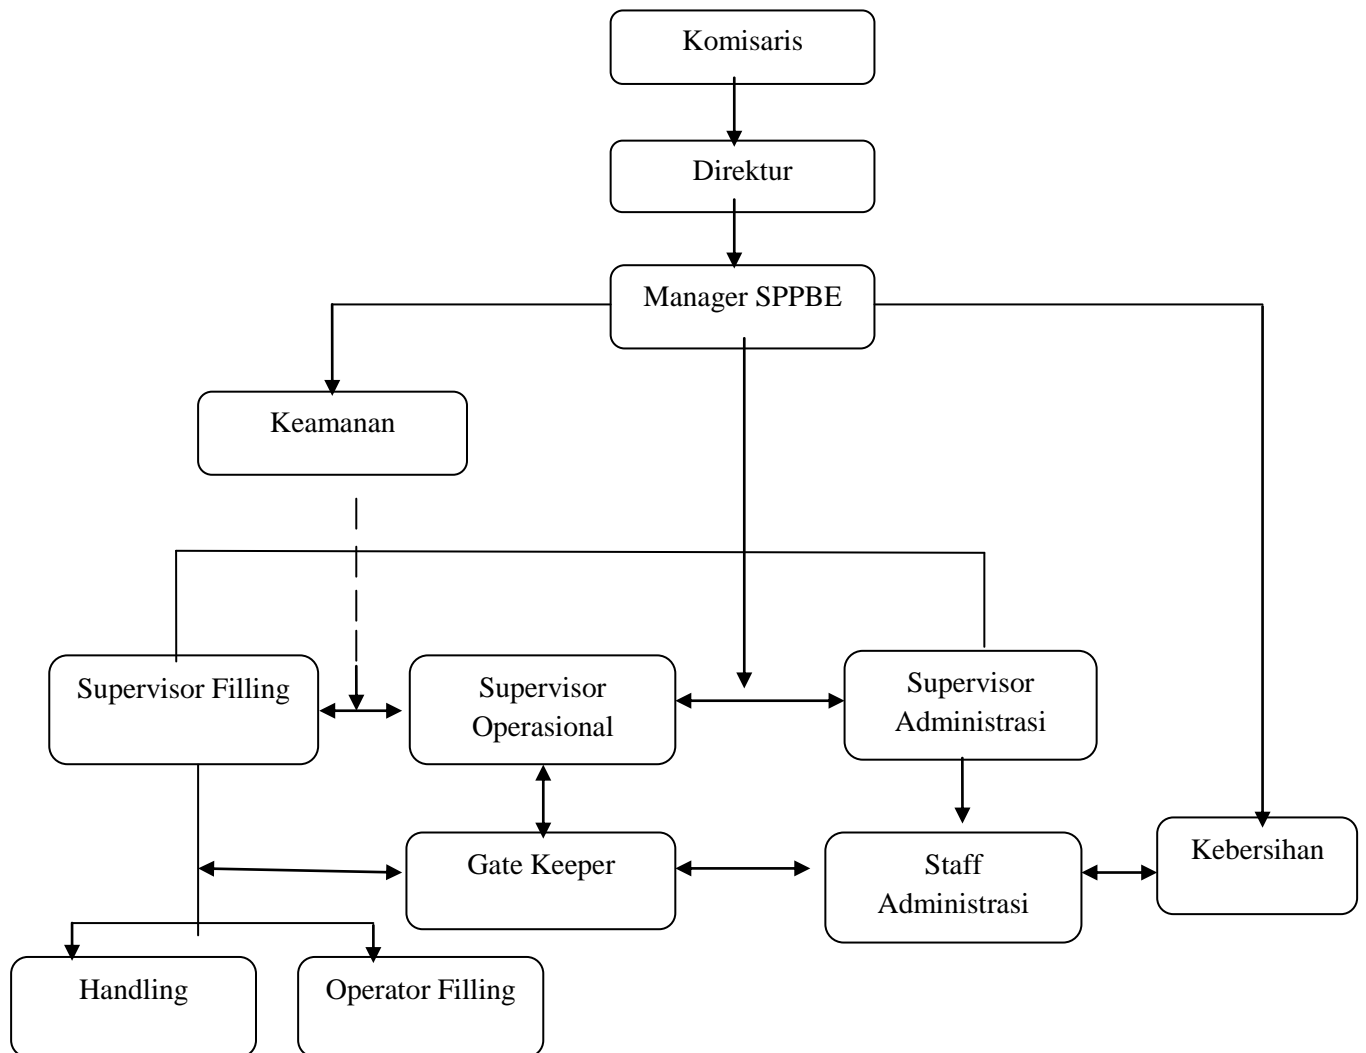 Komisaris
Direktur
Manager SPPBE
Keamanan
Supervisor Filling
Supervisor
Operasional
Supervisor
Administrasi
Gate Keeper
Staff
Administrasi
Kebersihan
Handling
Operator Filling